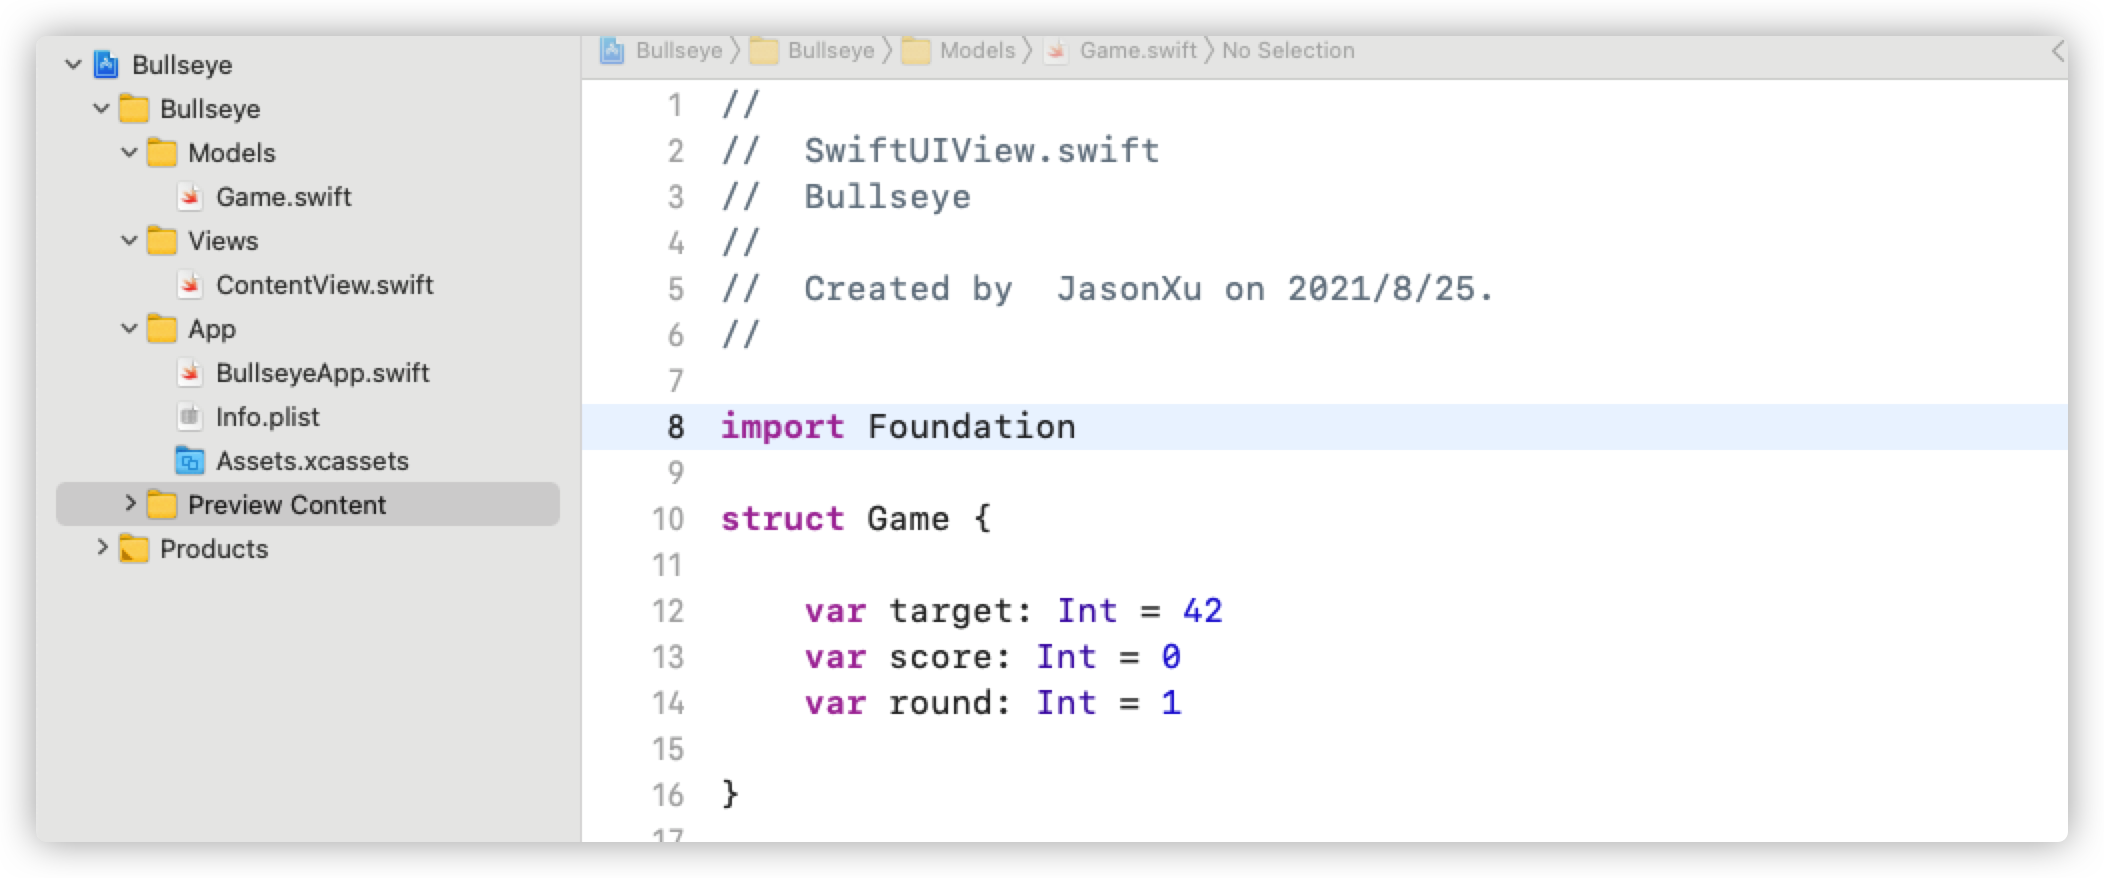 Bullseye
Bullseye
Models
Game.swift
Views
ContentView.swift
App
BullseyeApp.swift
Info.plist
Assets.xcassets
Preview Content
Products
Bullseye 〉 Bullseye 〉 Models 〉 Game.swift 〉 No Selection
1 //
2 //  SwiftUIView.swift
3 //  Bullseye
4 //
5 //  Created by  JasonXu on 2021/8/25.
6 //
7
8 import Foundation
9
10 struct Game {
11
12     var target: Int = 42
13     var score: Int = 0
14     var round: Int = 1
15
16 }
17